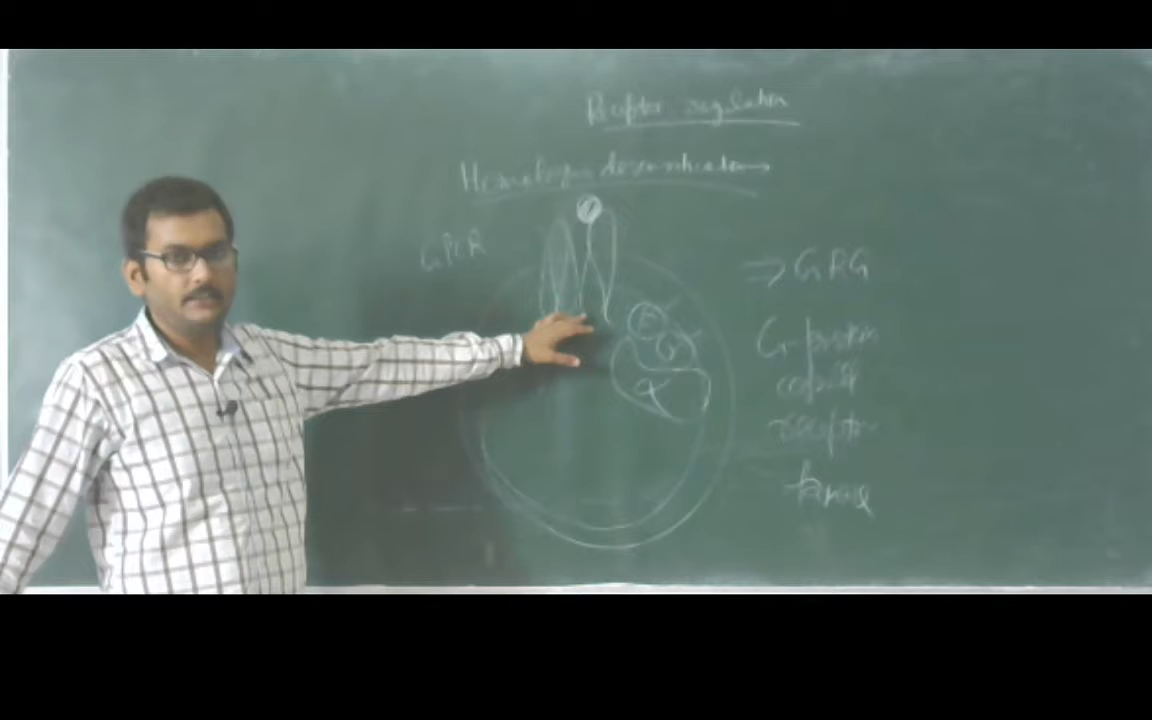 Receptor regulation
Homologous desensitization
GPCR
⇒ GRG
β
γ
α
G-protein
coupled
receptor
kinase